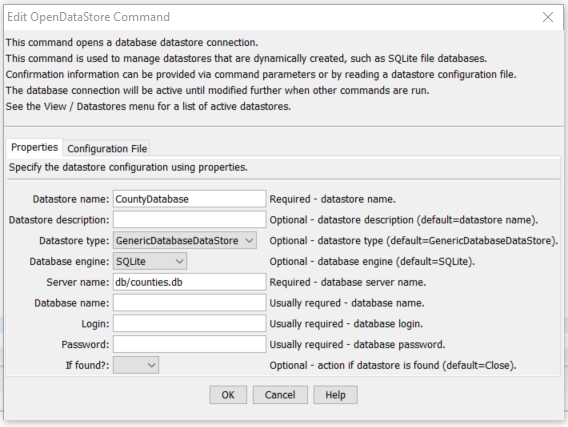 Edit OpenDataStore Command
This command opens a database datastore connection.
This command is used to manage datastores that are dynamically created, such as SQLite file databases.
Confirmation information can be provided via command parameters or by reading a datastore configuration file.
The database connection will be active until modified further when other commands are run.
See the View / Datastores menu for a list of active datastores.
Properties Configuration File
Specify the datastore configuration using properties.
Datastore name: CountyDatabase Required - datastore name.
Datastore description: Optional - datastore description (default=datastore name).
Datastore type: GenericDatabaseDataStore Optional - datastore type (default=GenericDatabaseDataStore).
Database engine: SQLite Optional - database engine (default=SQLite).
Server name: db/counties.db Required - database server name.
Database name: Usually requred - database name.
Login: Usually required - database login.
Password: Usually required - database password.
If found?: Optional - action if datastore is found (default=Close).
OK Cancel Help